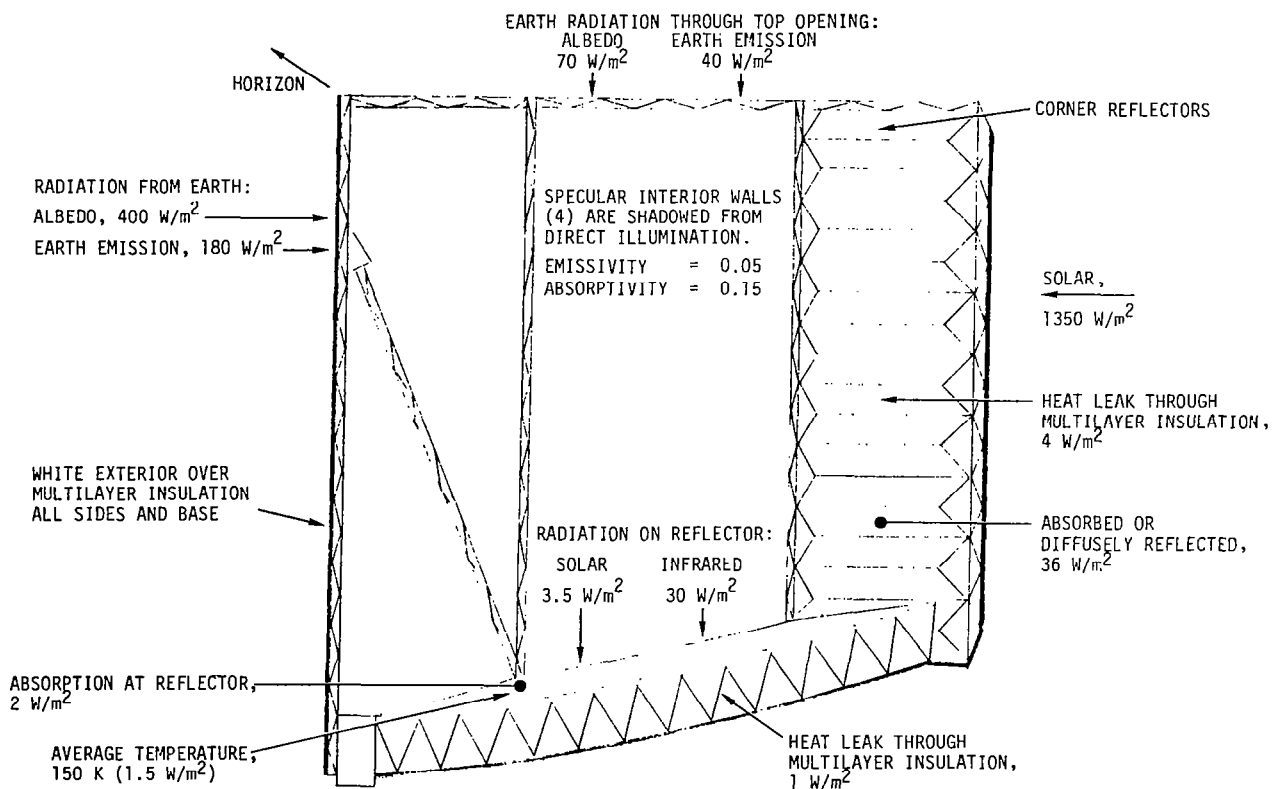 EARTH RADIATION THROUGH TOP OPENING:
ALBEDO EARTH EMISSION
70 W/m² 40 W/m²
HORIZON
CORNER REFLECTORS
RADIATION FROM EARTH:
ALBEDO, 400 W/m²
EARTH EMISSION, 180 W/m²
SPECULAR INTERIOR WALLS
(4) ARE SHADOWED FROM
DIRECT ILLUMINATION.
EMISSIVITY = 0.05
ABSORPTIVITY = 0.15
SOLAR,
1350 W/m²
HEAT LEAK THROUGH
MULTILAYER INSULATION,
4 W/m²
WHITE EXTERIOR OVER
MULTILAYER INSULATION
ALL SIDES AND BASE
ABSORBED OR
DIFFUSELY REFLECTED,
36 W/m²
RADIATION ON REFLECTOR:
SOLAR INFRARED
3.5 W/m² 30 W/m²
ABSORPTION AT REFLECTOR,
2 W/m²
AVERAGE TEMPERATURE,
150 K (1.5 W/m²)
HEAT LEAK THROUGH
MULTILAYER INSULATION,
1 W/m²